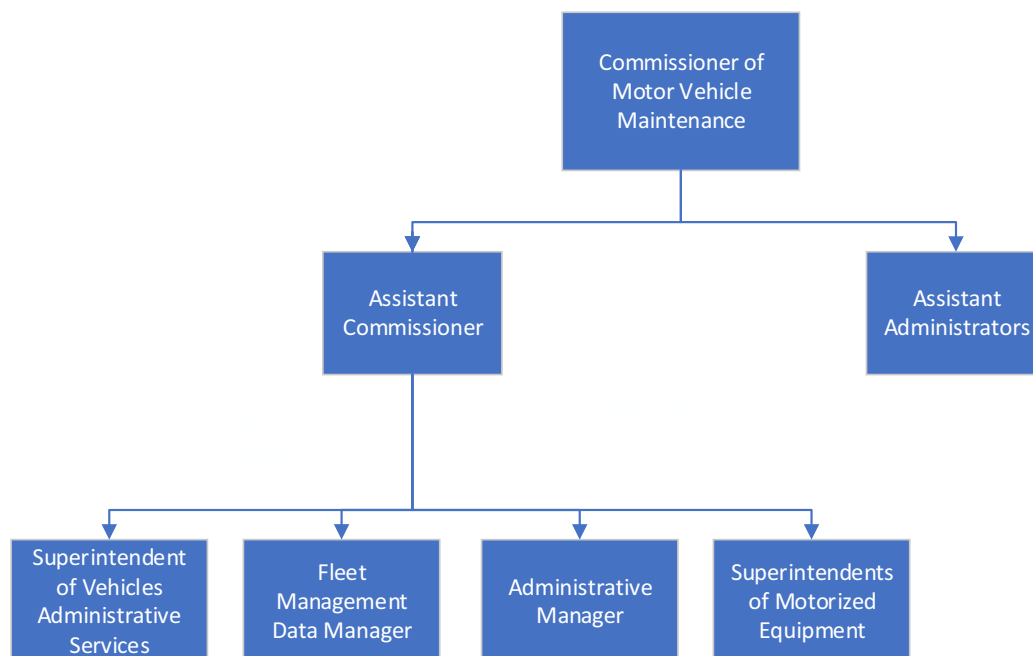 Commissioner of
Motor Vehicle
Maintenance
Assistant
Commissioner
Assistant
Administrators
Superintendent
of Vehicles
Administrative
Services
Fleet
Management
Data Manager
Administrative
Manager
Superintendents
of Motorized
Equipment